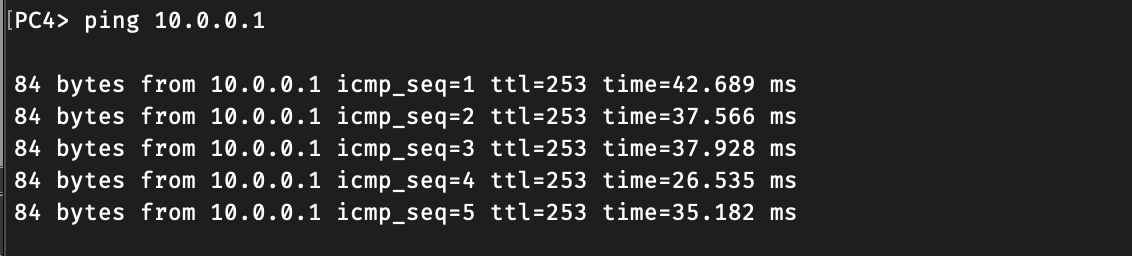 [PC4> ping 10.0.0.1
84 bytes from 10.0.0.1 icmp_seq=1 ttl=253 time=42.689 ms
84 bytes from 10.0.0.1 icmp_seq=2 ttl=253 time=37.566 ms
84 bytes from 10.0.0.1 icmp_seq=3 ttl=253 time=37.928 ms
84 bytes from 10.0.0.1 icmp_seq=4 ttl=253 time=26.535 ms
84 bytes from 10.0.0.1 icmp_seq=5 ttl=253 time=35.182 ms